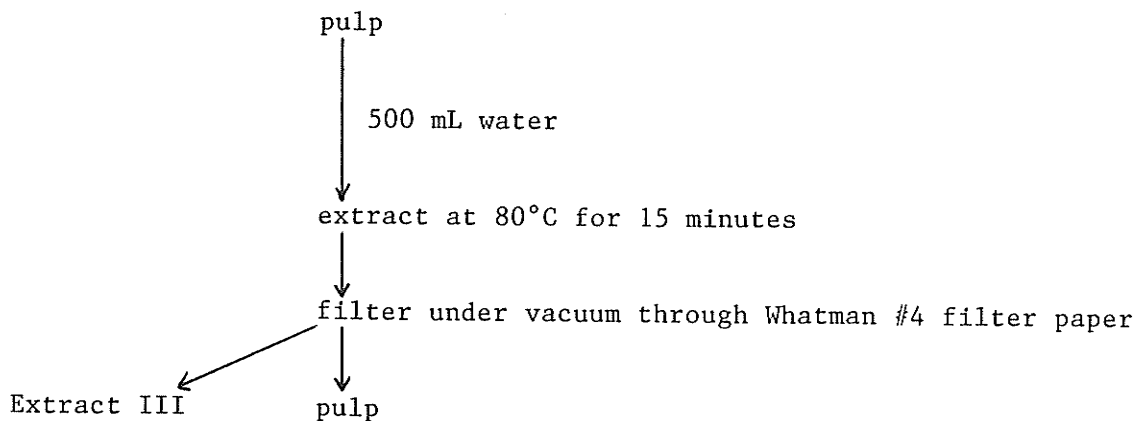 pulp
500 mL water
extract at 80°C for 15 minutes
filter under vacuum through Whatman #4 filter paper
Extract III
pulp